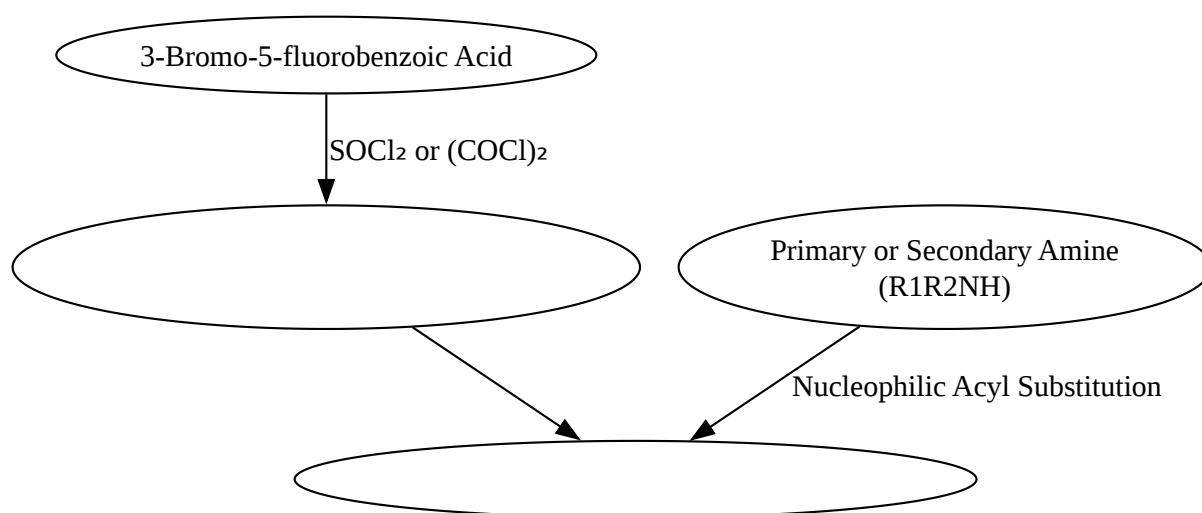 3-Bromo-5-fluorobenzoic Acid
SOCl₂ or (COCl)₂
Primary or Secondary Amine
(R1R2NH)
Nucleophilic Acyl Substitution